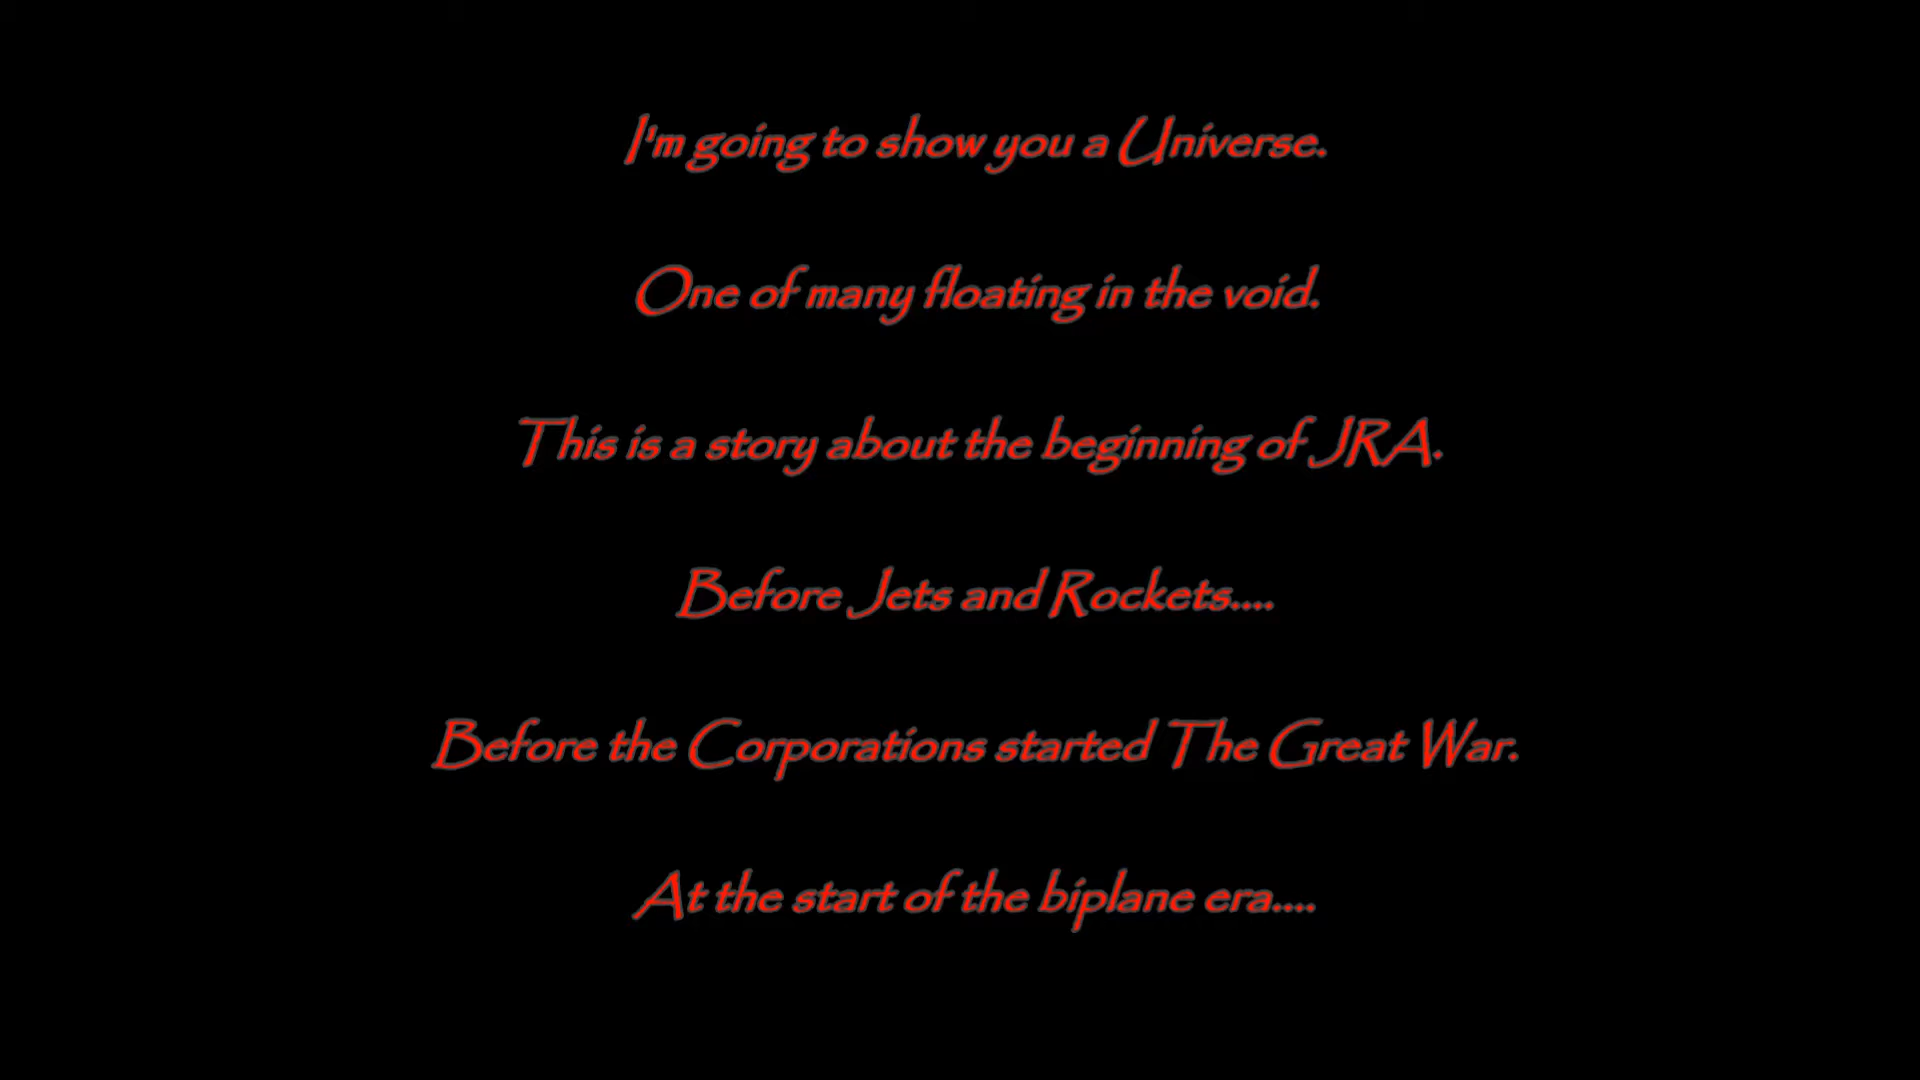 I'm going to show you a Universe.
One of many floating in the void.
This is a story about the beginning of JRA.
Before Jets and Rockets....
Before the Corporations started The Great War.
At the start of the biplane era....